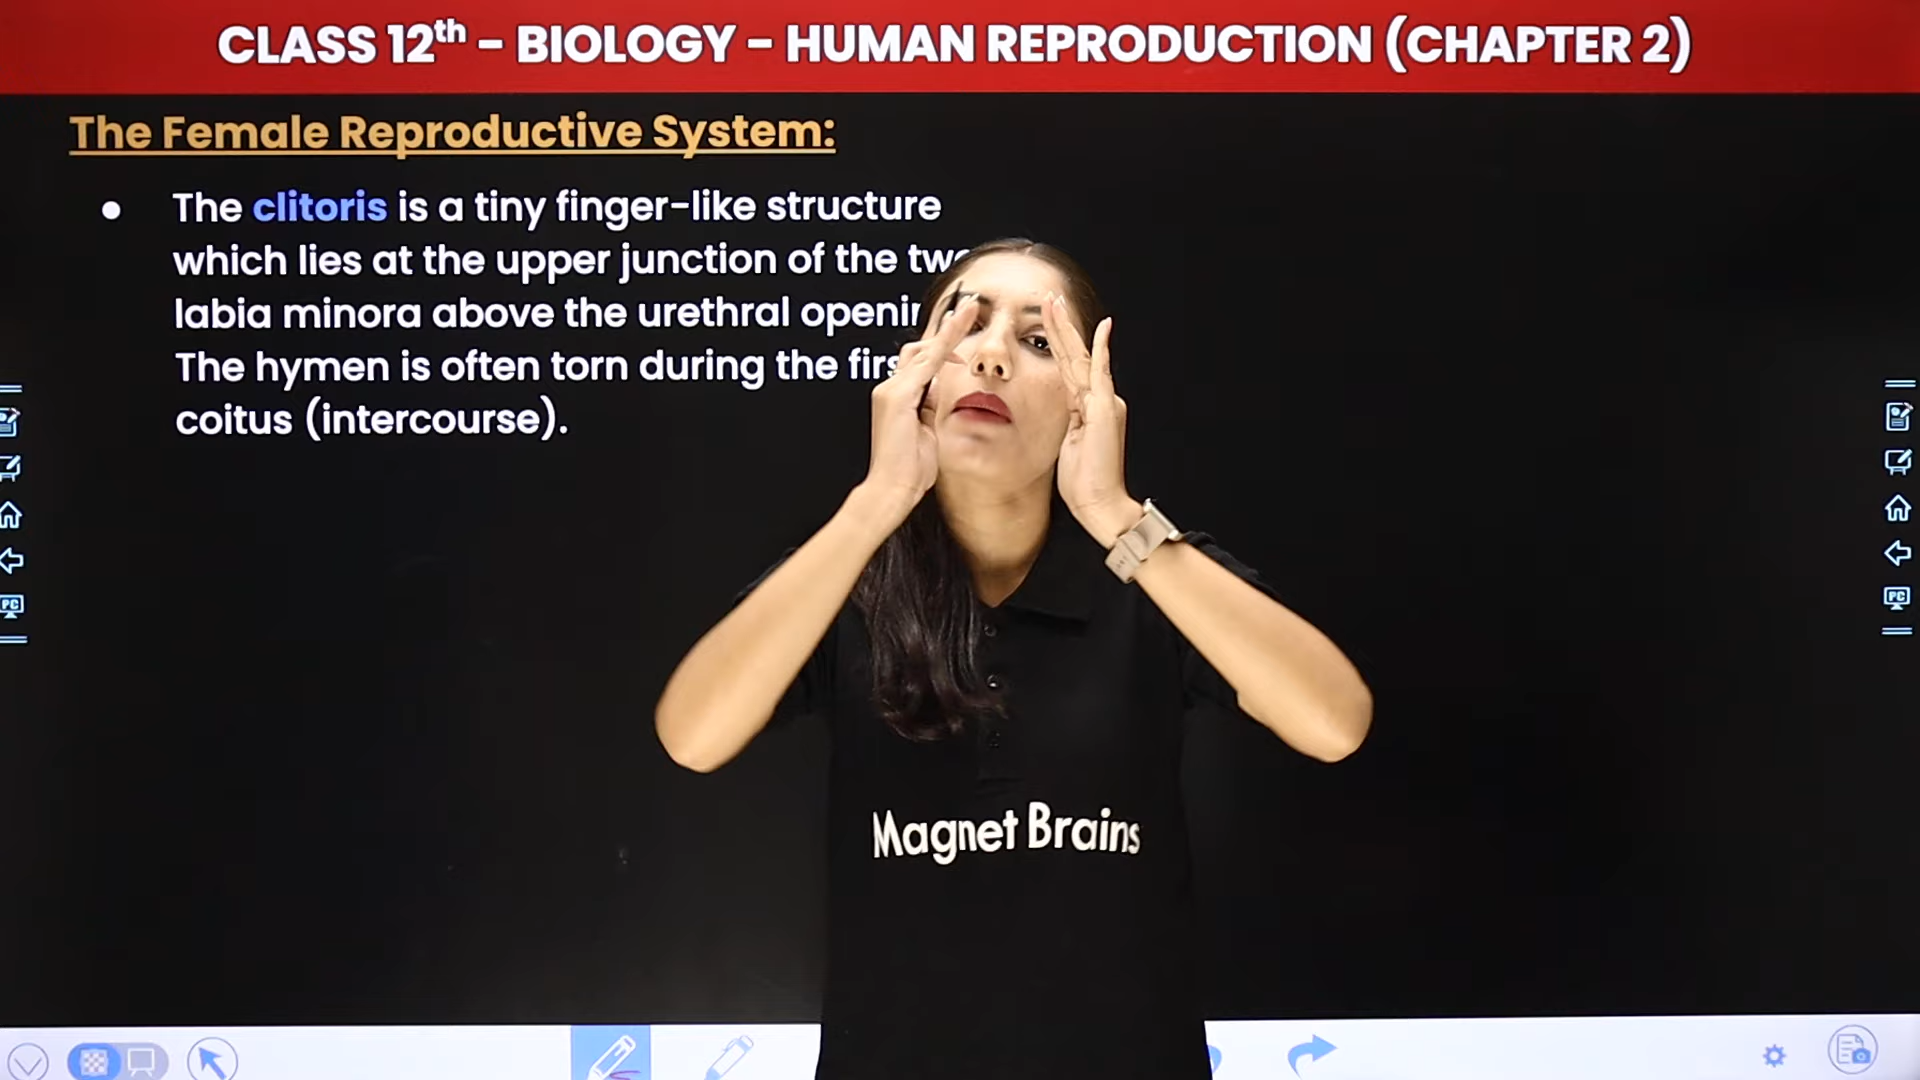 CLASS 12th – BIOLOGY – HUMAN REPRODUCTION (CHAPTER 2)
The Female Reproductive System:
● The clitoris is a tiny finger-like structure
which lies at the upper junction of the
labia minora above the urethral
The hymen is often torn during the
coitus (intercourse).
Magnet Brains
PC
PC